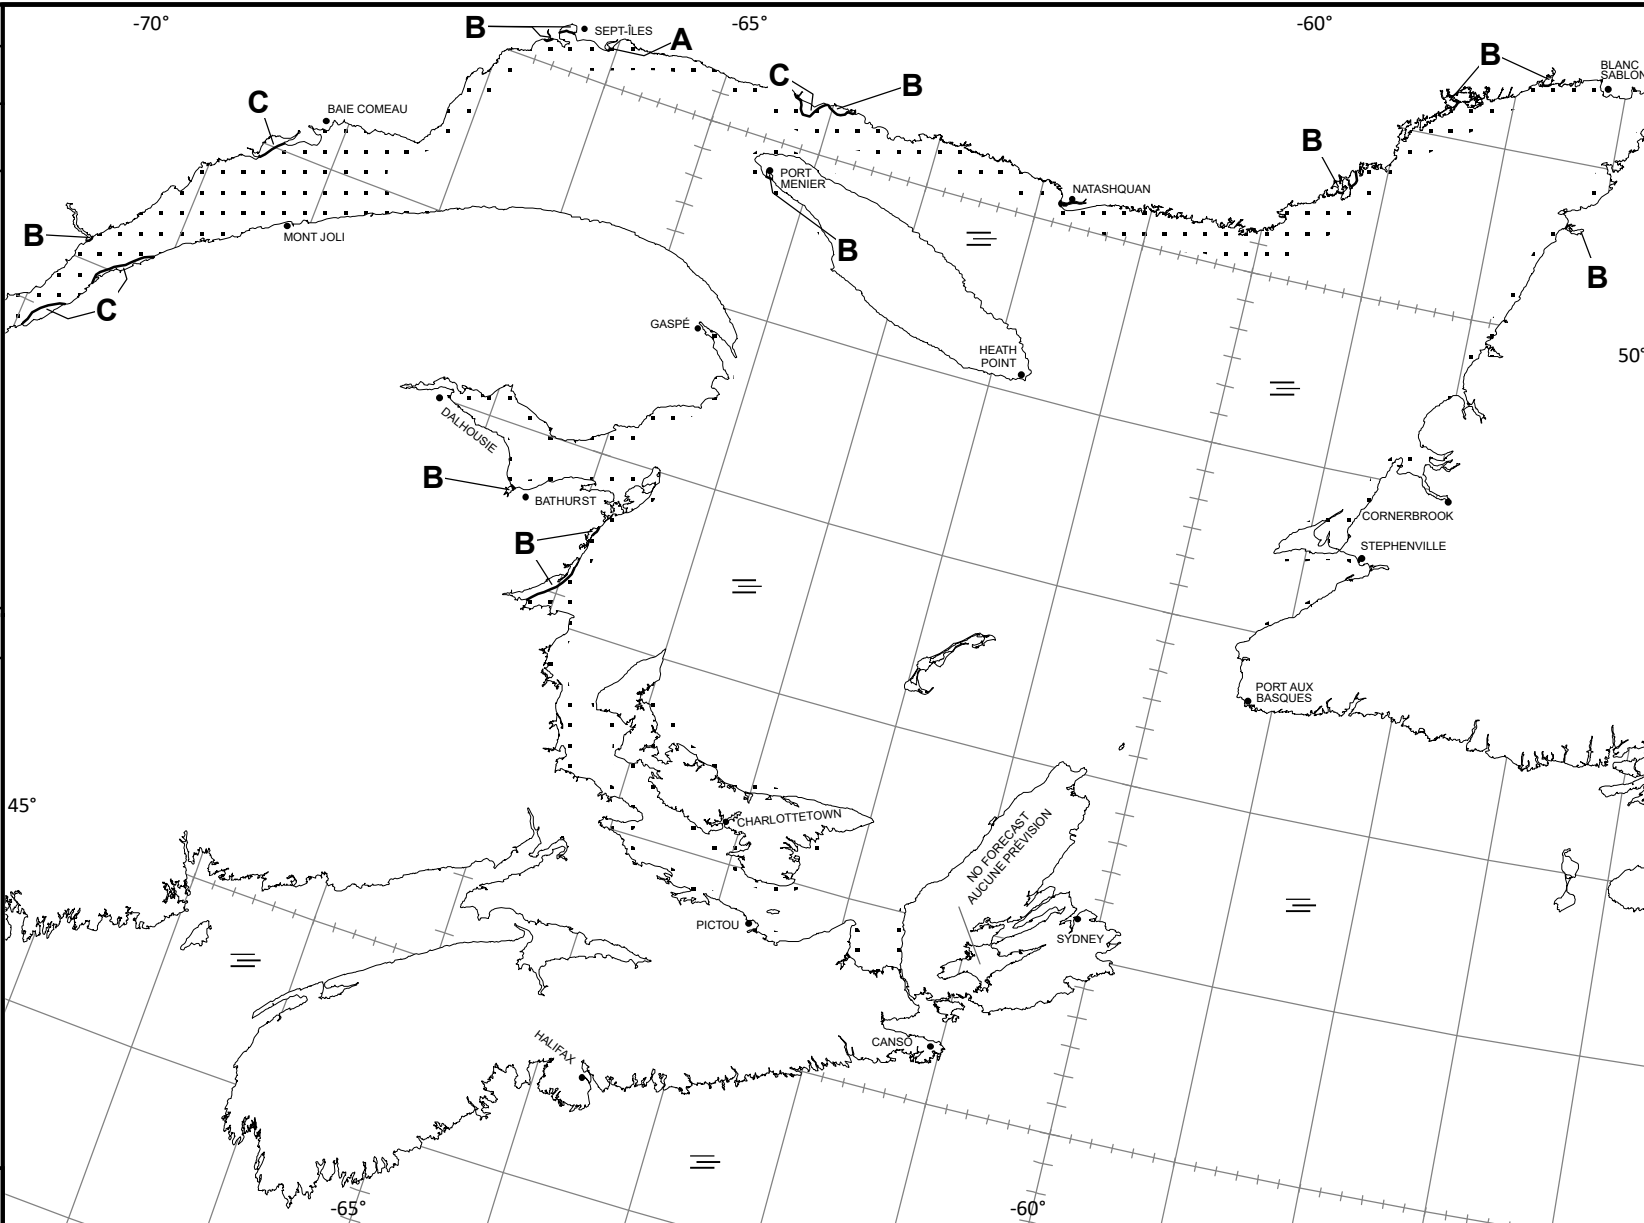 -70°
-65°
-60°
B
SEPT-ÎLES
A
B
BLANC
SABLON
C
B
C
BAIE COMEAU
B
PORT
MENIER
NATASHQUAN
B
MONT JOLI
B
B
C
GASPÉ
HEATH
POINT
50°
DALHOUSIE
B
BATHURST
CORNERBROOK
B
STEPHENVILLE
PORT AUX
BASQUES
45°
CHARLOTTETOWN
NO FORECAST
AUCUNE PRÉVISION
PICTOU
SYDNEY
CANSO
HALIFAX
-65°
-60°